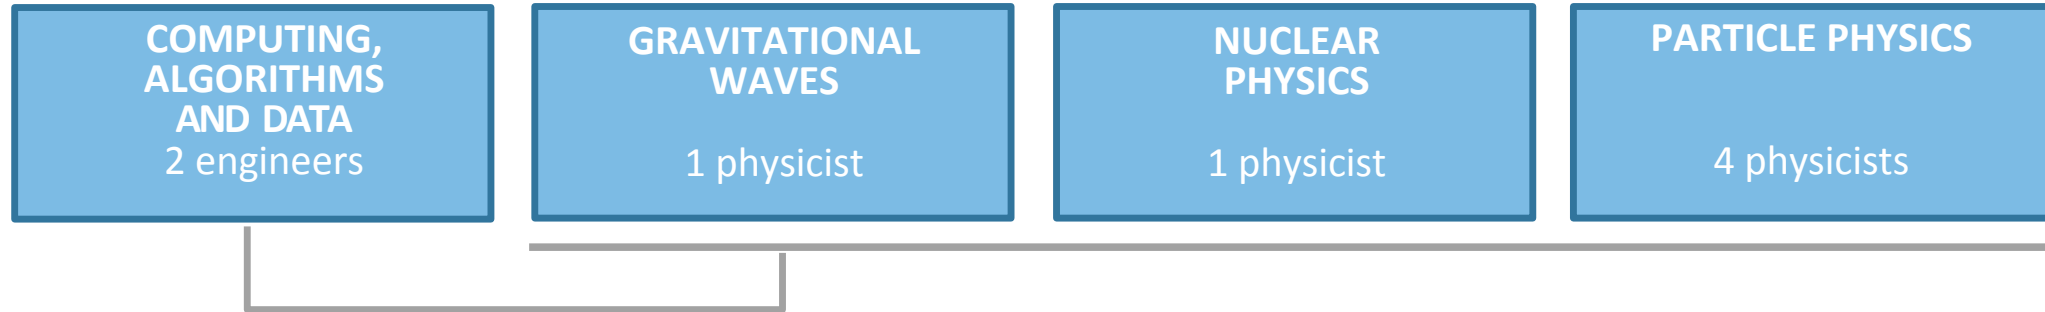 COMPUTING,
ALGORITHMS
AND DATA
2 engineers
GRAVITATIONAL
WAVES
1 physicist
NUCLEAR
PHYSICS
1 physicist
PARTICLE PHYSICS
4 physicists